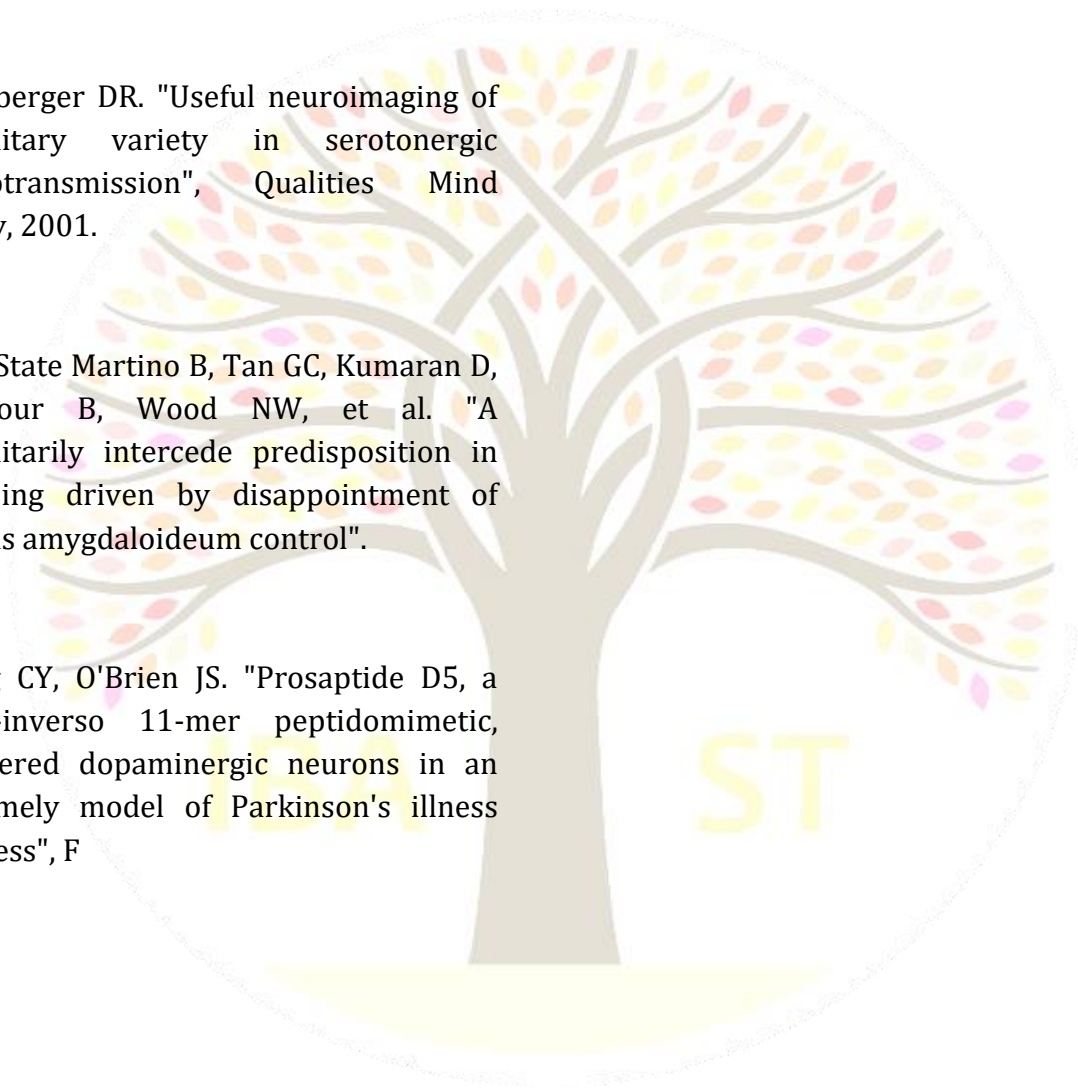 berger DR. "Useful neuroimaging of
itary variety in serotonergic
otransmission", Qualities Mind
y, 2001.
State Martino B, Tan GC, Kumaran D,
our B, Wood NW, et al. "A
itarily intercede predisposition in
ing driven by disappointment of
is amygdaloideum control".
g CY, O'Brien JS. "Prosaptide D5, a
-inverso 11-mer peptidomimetic,
ered dopaminergic neurons in an
mely model of Parkinson's illness
ess", F
IBA ST